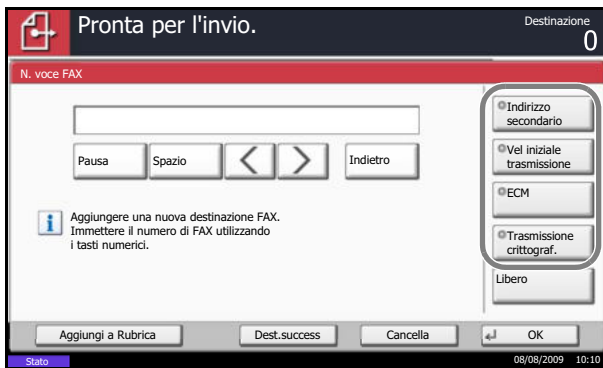 Pronta per l'invio.
Destinazione
0
N. voce FAX
Indirizzo
secondario
Pausa
Spazio
Indietro
Vel iniziale
trasmissione
ECM
Aggiungere una nuova destinazione FAX.
Immettere il numero di FAX utilizzando
i tasti numerici.
Trasmissione
crittograf.
Libero
Aggiungi a Rubrica
Dest.success
Cancella
OK
Stato
08/08/2009 10:10